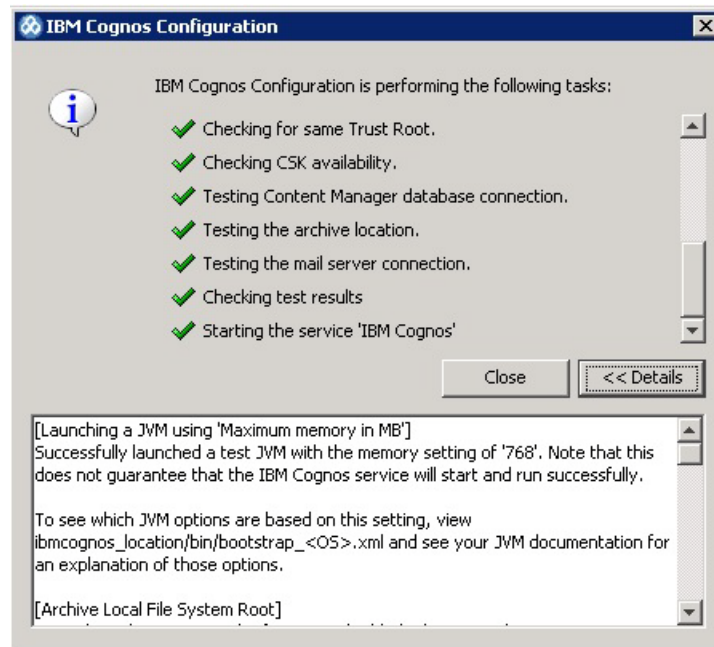 IBM Cognos Configuration
IBM Cognos Configuration is performing the following tasks:
Checking for same Trust Root.
Checking CSK availability.
Testing Content Manager database connection.
Testing the archive location.
Testing the mail server connection.
Checking test results
Starting the service 'IBM Cognos'
Close
<< Details
[Launching a JVM using 'Maximum memory in MB']
Successfully launched a test JVM with the memory setting of '768'. Note that this
does not guarantee that the IBM Cognos service will start and run successfully.
To see which JVM options are based on this setting, view
ibmcognos_location/bin/bootstrap_<OS>.xml and see your JVM documentation for
an explanation of those options.
[Archive Local File System Root]